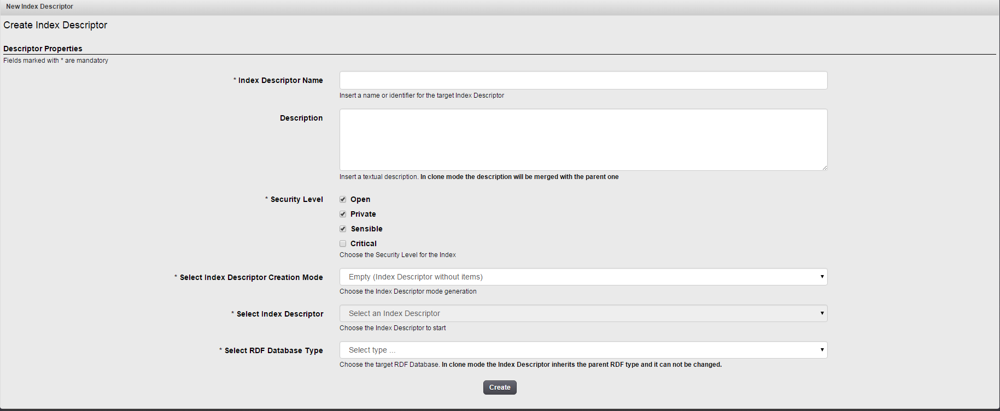 New Index Descriptor
Create Index Descriptor
Descriptor Properties
Fields marked with * are mandatory
* Index Descriptor Name
Insert a name or identifier for the target Index Descriptor
Description
Insert a textual description. In clone mode the description will be merged with the parent one
* Security Level
Open
Private
Sensible
Critical
Choose the Security Level for the Index
* Select Index Descriptor Creation Mode
Empty (Index Descriptor without items)
Choose the Index Descriptor mode generation
* Select Index Descriptor
Select an Index Descriptor
Choose the Index Descriptor to start
* Select RDF Database Type
Select type ...
Choose the target RDF Database. In clone mode the Index Descriptor inherits the parent RDF type and it can not be changed.
Create